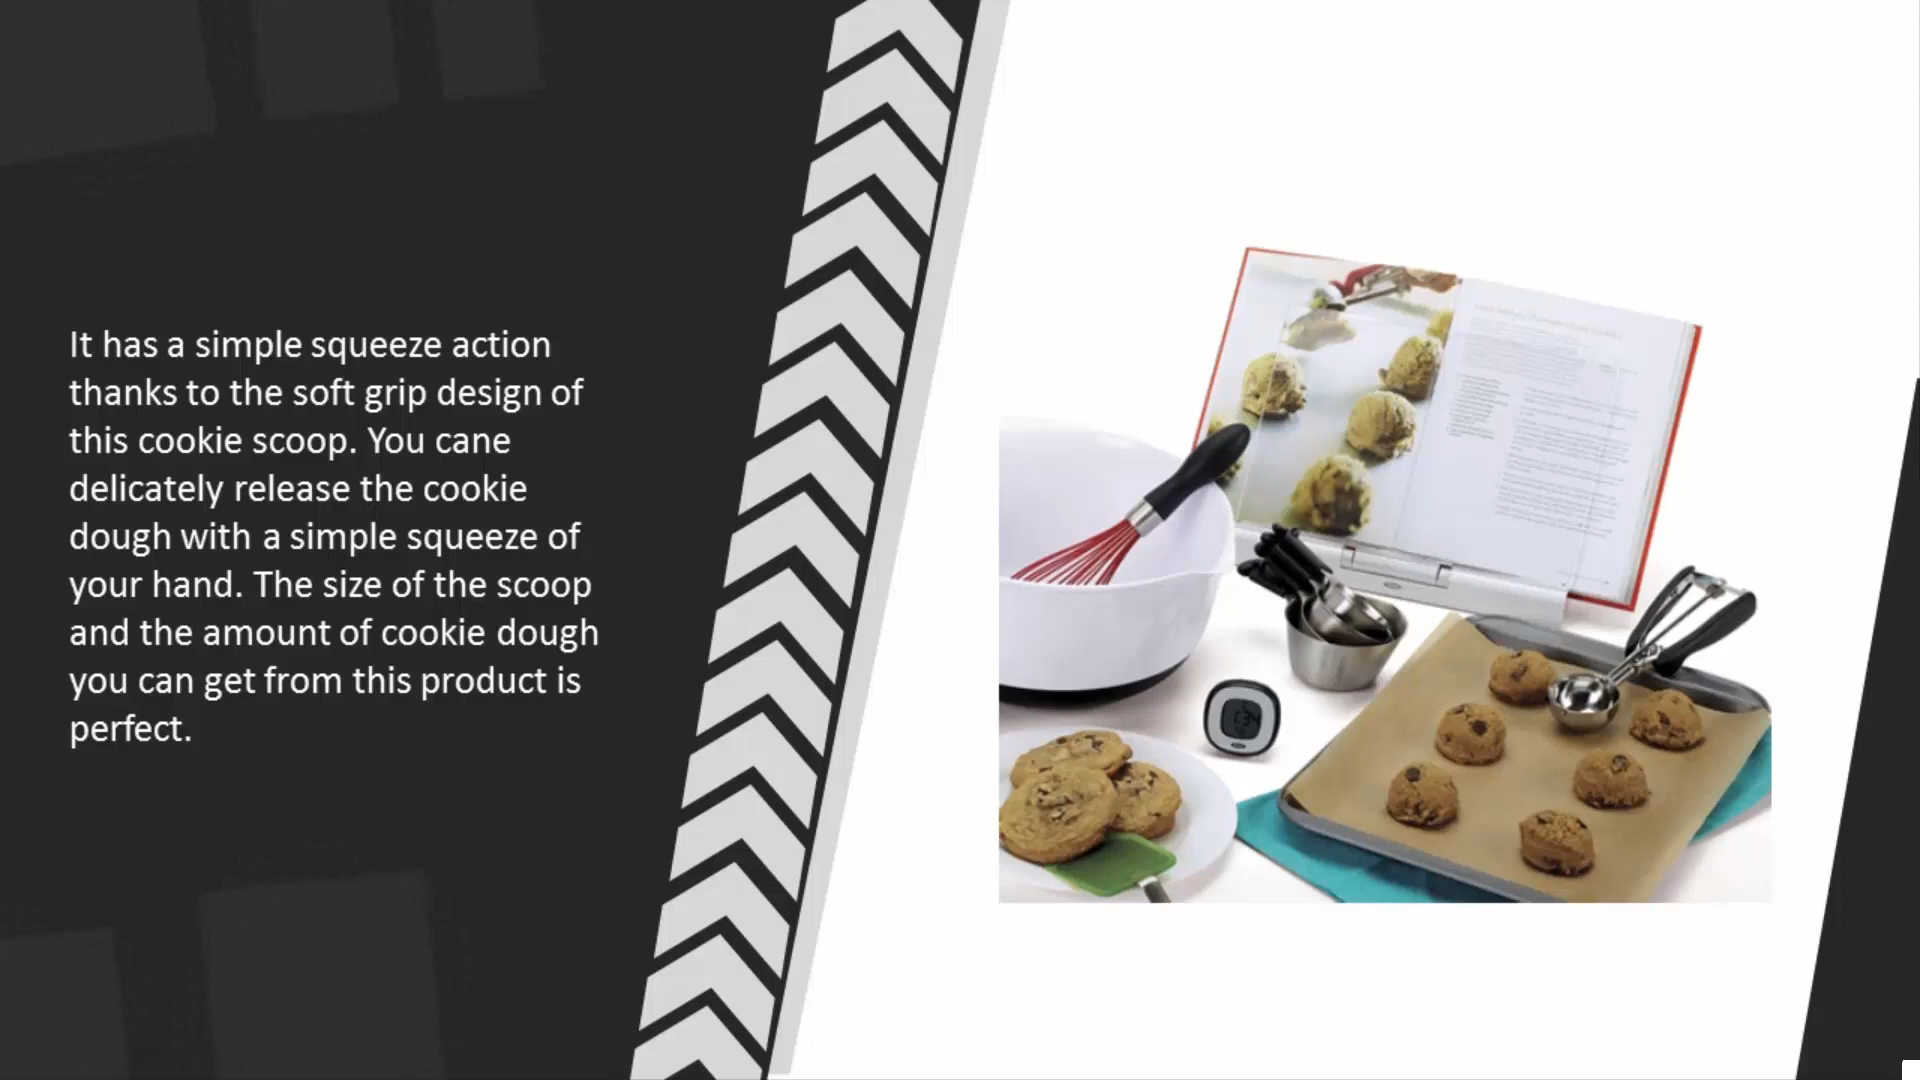 It has a simple squeeze action
thanks to the soft grip design of
this cookie scoop. You cane
delicately release the cookie
dough with a simple squeeze of
your hand. The size of the scoop
and the amount of cookie dough
you can get from this product is
perfect.